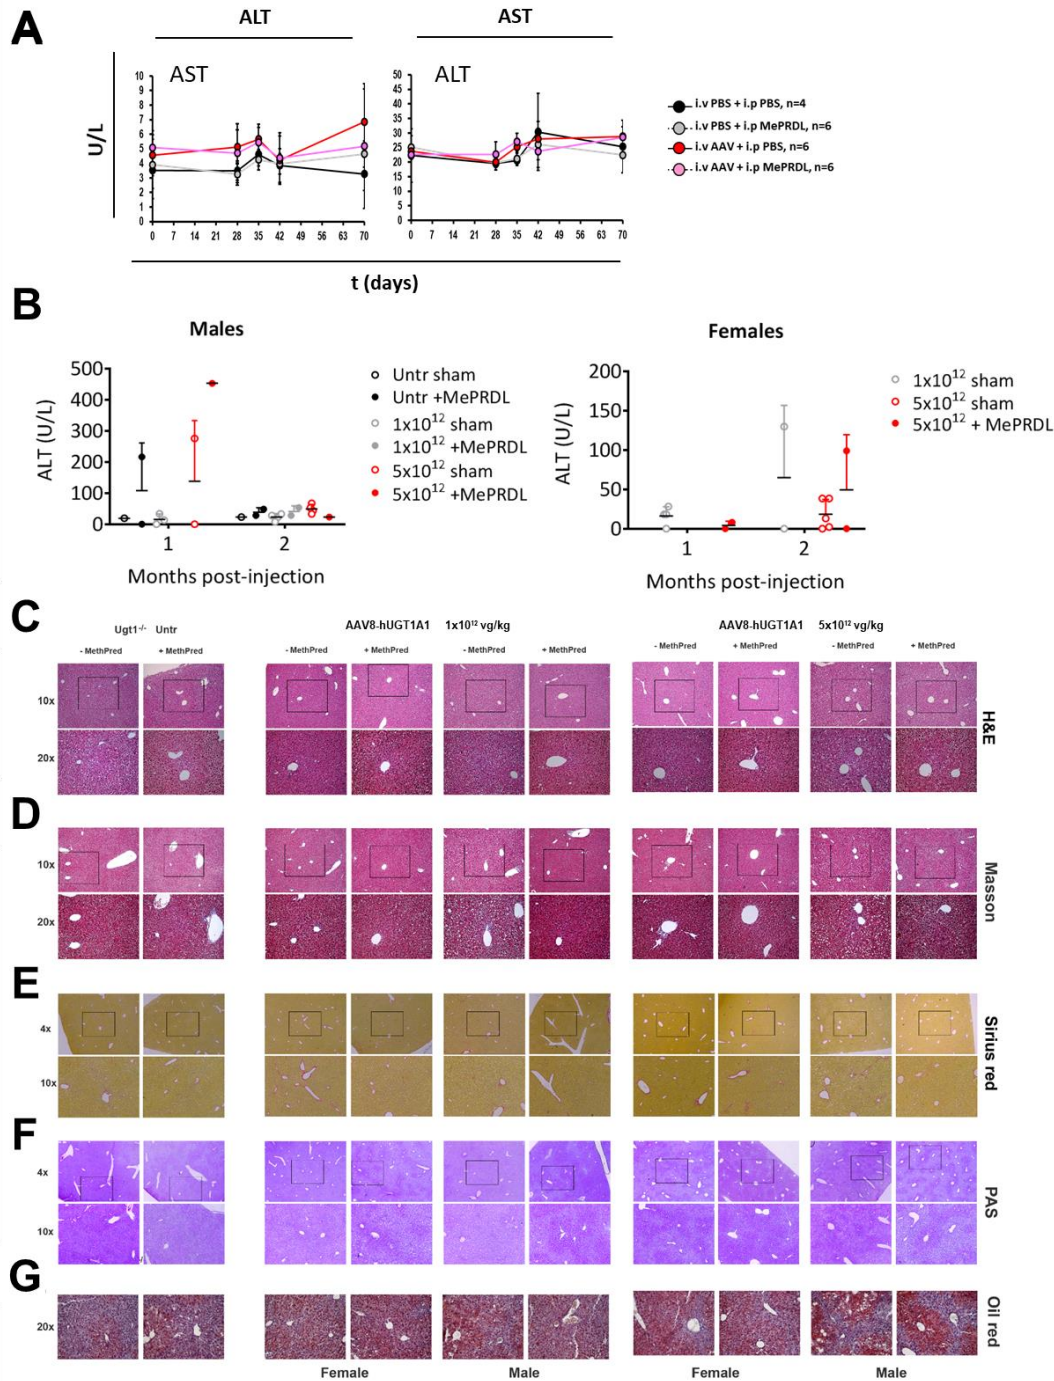 A
ALT
AST
AST
ALT
U/L
10
9
8
7
6
5
4
3
2
1
0
0 7 14 21 28 35 42 49 56 63 70
50
45
40
35
30
25
20
15
10
5
0
0 7 14 21 28 35 42 49 56 63 70
i.v PBS + i.p PBS, n=4
i.v PBS + i.p MePRDL, n=6
i.v AAV + i.p PBS, n=6
i.v AAV + i.p MePRDL, n=6
t (days)
B
Males
ALT (U/L)
500
400
300
200
100
0
1 2
Months post-injection
Untr sham
Untr +MePRDL
1x10¹² sham
1x10¹² +MePRDL
5x10¹² sham
5x10¹² +MePRDL
Females
ALT (U/L)
200
150
100
50
0
1 2
Months post-injection
1x10¹² sham
5x10¹² sham
5x10¹² + MePRDL
C
Ugt1⁻/⁻ Untr
AAV8-hUGT1A1 1x10¹² vg/kg
AAV8-hUGT1A1 5x10¹² vg/kg
- MethPred + MethPred - MethPred + MethPred - MethPred + MethPred - MethPred + MethPred - MethPred + MethPred
10x
20x
H&E
D
10x
20x
Masson
E
4x
10x
Sirius red
F
4x
10x
PAS
G
20x
Oil red
Female Male Female Male